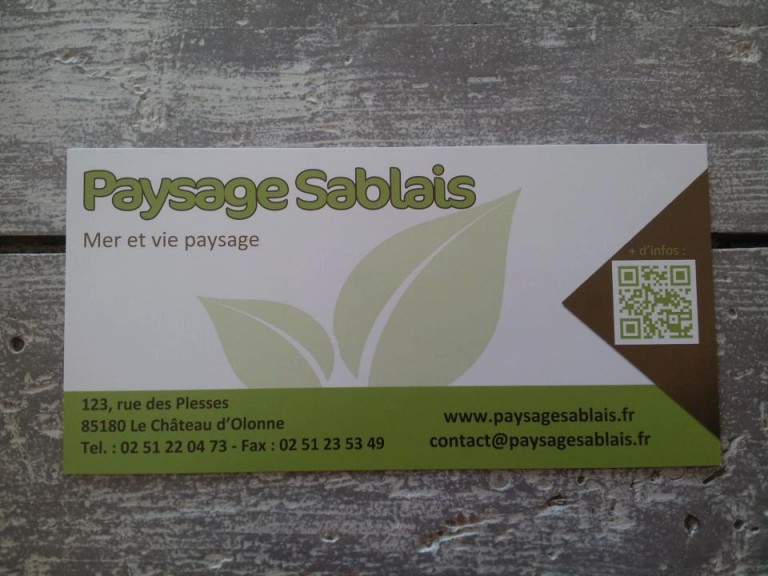 Paysage Sablais
Mer et vie paysage
+ d'infos :
123, rue des Plesses
85180 Le Château d'Olonne
Tel. : 02 51 22 04 73 - Fax : 02 51 23 53 49
www.paysagesablais.fr
contact@paysagesablais.fr